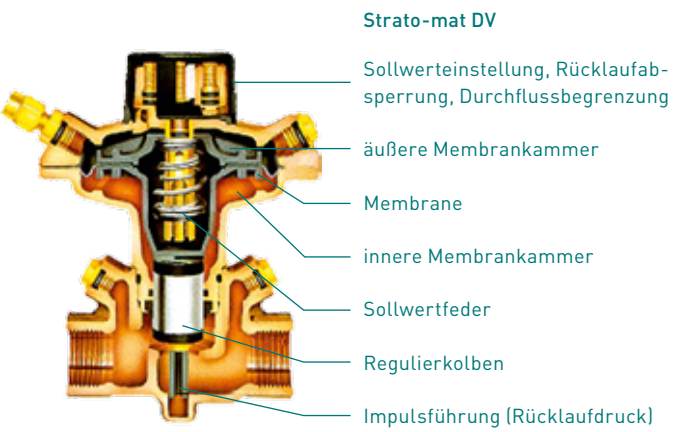 Strato-mat DV
Sollwerteinstellung, Rücklaufab-
sperrung, Durchflussbegrenzung
äußere Membrankammer
Membrane
innere Membrankammer
Sollwertfeder
Regulierkolben
Impulsführung (Rücklaufdruck)